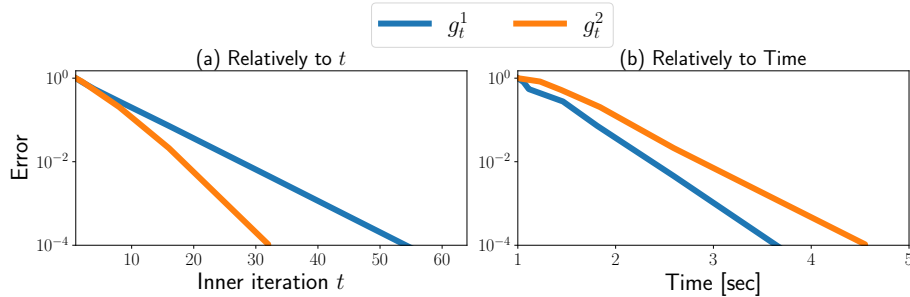 g_t^1 g_t^2
(a) Relatively to t
(b) Relatively to Time
Error
10^0
10^-2
10^-4
10 20 30 40 50 60
Inner iteration t
10^0
10^-2
10^-4
1 2 3 4 5
Time [sec]